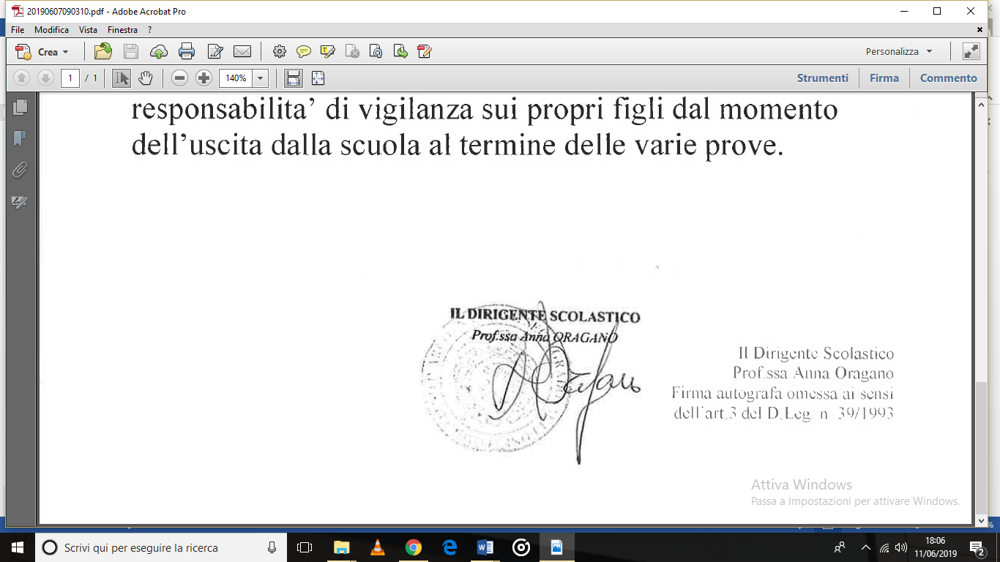 20190607090310.pdf - Adobe Acrobat Pro
File Modifica Vista Finestra ?
Crea
Personalizza
1 / 1
140%
Strumenti Firma Commento
responsabilita’ di vigilanza sui propri figli dal momento
dell’uscita dalla scuola al termine delle varie prove.
IL DIRIGENTE SCOLASTICO
Prof.ssa Anna ORAGANO
Il Dirigente Scolastico
Prof.ssa Anna Oragano
Firma autografa omessa ai sensi
dell’art.3 del D.Leg. n. 39/1993
Attiva Windows
Passa a Impostazioni per attivare Windows.
%
Scrivi qui per eseguire la ricerca
18:06
11/06/2019
2